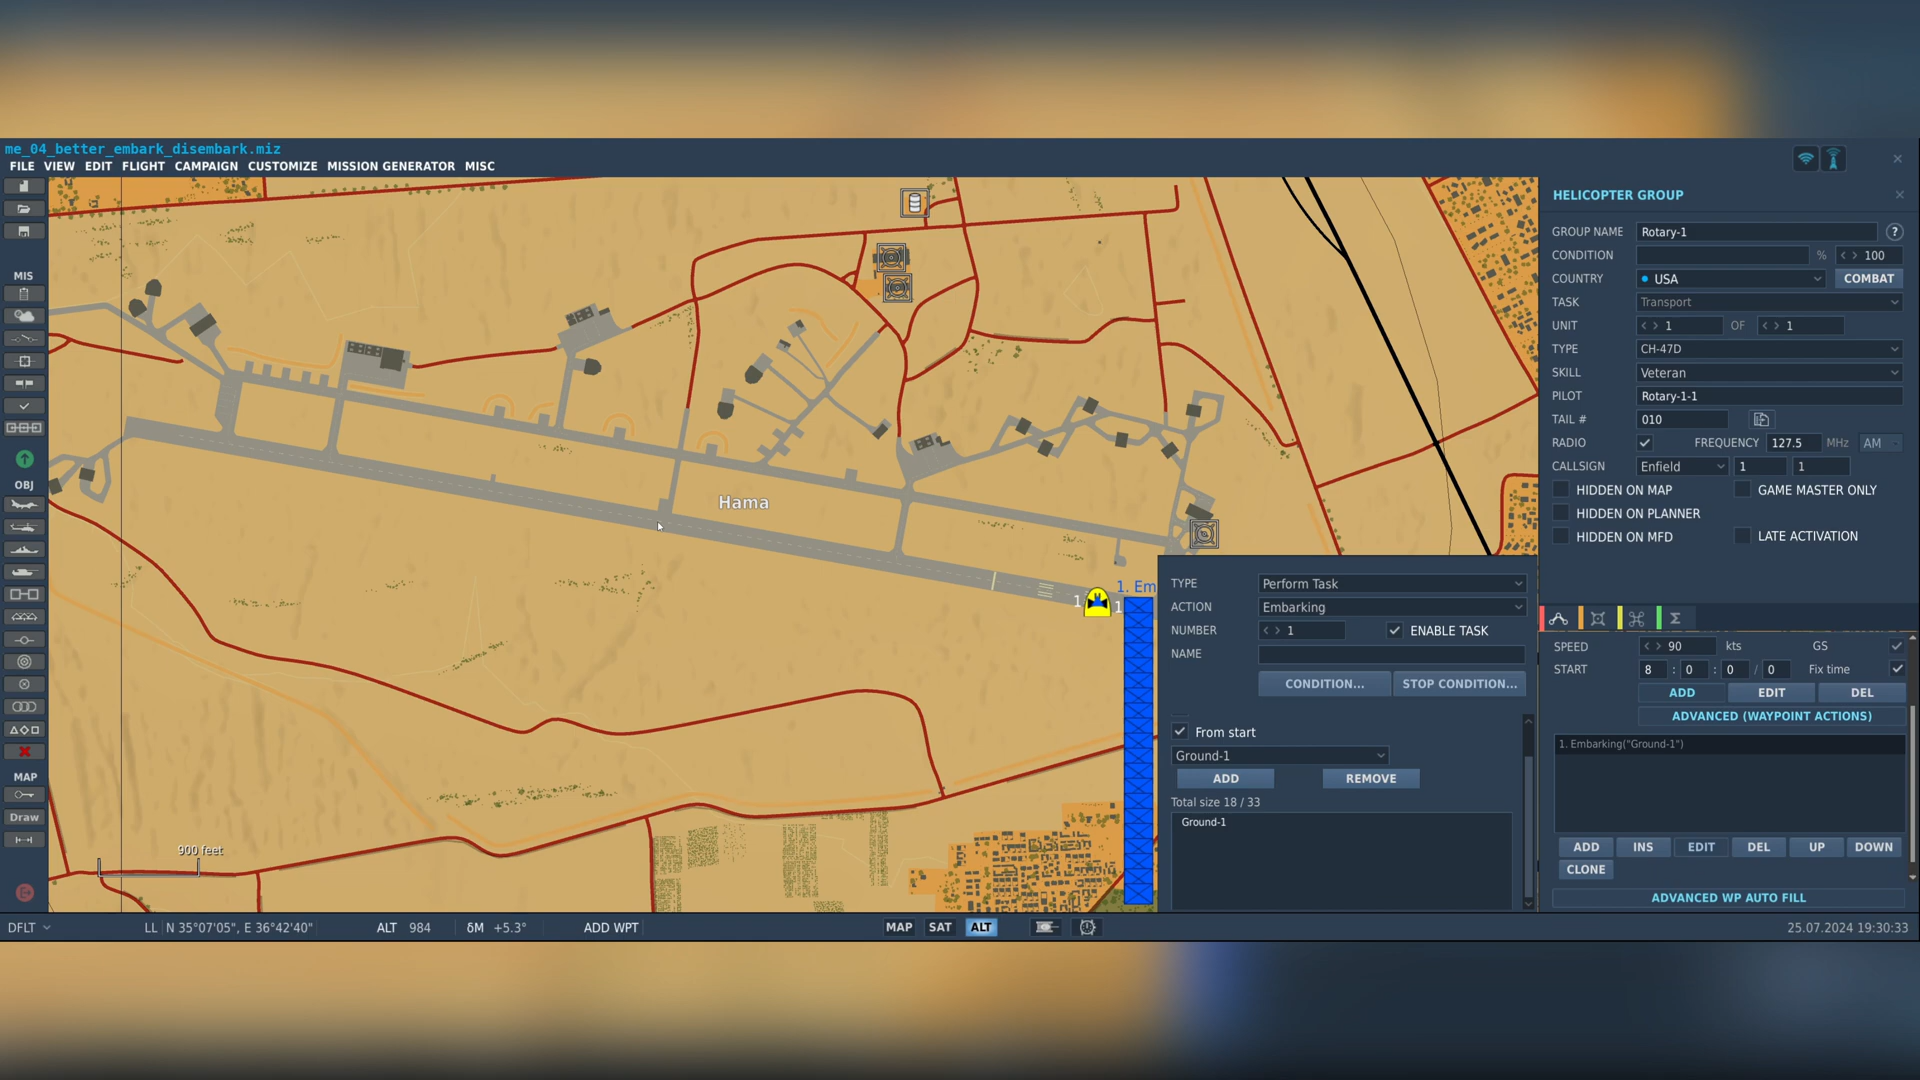 me_04_better_embark_disembark.miz
FILE VIEW EDIT FLIGHT CAMPAIGN CUSTOMIZE MISSION GENERATOR MISC
MIS
OBJ
MAP
Draw
Hama
900 feet
1. Em
1
1
TYPE Perform Task
ACTION Embarking
NUMBER <> 1 ENABLE TASK
NAME
CONDITION... STOP CONDITION...
From start
Ground-1
ADD REMOVE
Total size 18 / 33
Ground-1
HELICOPTER GROUP
GROUP NAME Rotary-1 ?
CONDITION % <> 100
COUNTRY USA COMBAT
TASK Transport
UNIT <> 1 OF <> 1
TYPE CH-47D
SKILL Veteran
PILOT Rotary-1-1
TAIL # 010
RADIO FREQUENCY 127.5 MHz AM
CALLSIGN Enfield 1 1
HIDDEN ON MAP GAME MASTER ONLY
HIDDEN ON PLANNER
HIDDEN ON MFD LATE ACTIVATION
SPEED <> 90 kts GS
START 8 : 0 : 0 / 0 Fix time
ADD EDIT DEL
ADVANCED (WAYPOINT ACTIONS)
1. Embarking("Ground-1")
ADD INS EDIT DEL UP DOWN
CLONE
ADVANCED WP AUTO FILL
DFLT LL N 35°07'05", E 36°42'40" ALT 984 δM +5.3° ADD WPT MAP SAT ALT 25.07.2024 19:30:33